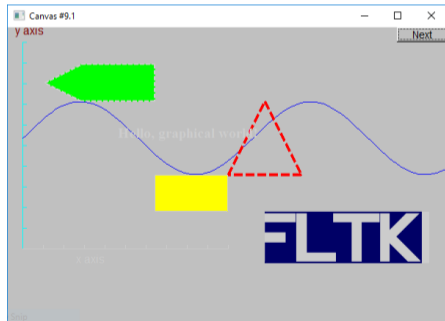 Canvas #9.1
y axis
Next
Hello, graphical world!
FLTK
x axis